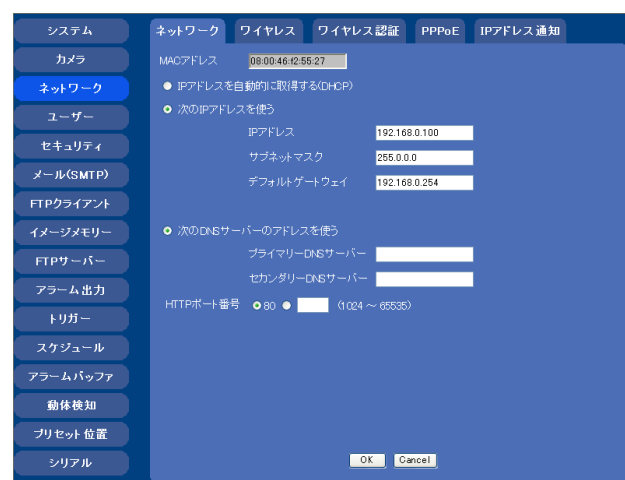 システム
カメラ
ネットワーク
ユーザー
セキュリティ
メール(SMTP)
FTPクライアント
イメージメモリー
FTPサーバー
アラーム出力
トリガー
スケジュール
アラームバッファ
動体検知
プリセット位置
シリアル
ネットワーク ワイヤレス ワイヤレス認証 PPPoE IPアドレス通知
MACアドレス 08:00:46:f2:55:27
IPアドレスを自動的に取得する(DHCP)
次のIPアドレスを使う
IPアドレス 192.168.0.100
サブネットマスク 255.0.0.0
デフォルトゲートウェイ 192.168.0.254
次のDNSサーバーのアドレスを使う
プライマリーDNSサーバー
セカンダリーDNSサーバー
HTTPポート番号 80 (1024 ～ 65535)
OK Cancel